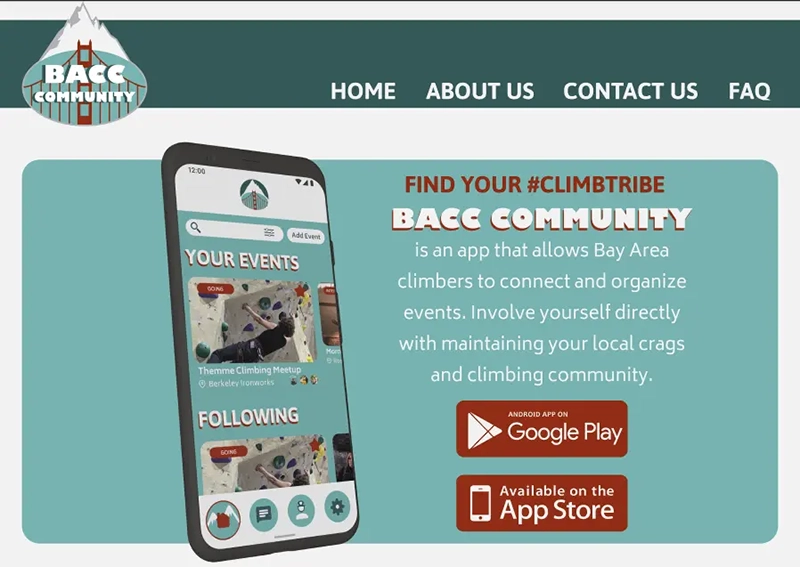 BACC
COMMUNITY
HOME ABOUT US CONTACT US FAQ
12:00
Add Event
YOUR EVENTS
GOING
Themme Climbing Meetup
Berkeley Ironworks
FOLLOWING
GOING
FIND YOUR #CLIMBTRIBE
BACC COMMUNITY
is an app that allows Bay Area
climbers to connect and organize
events. Involve yourself directly
with maintaining your local crags
and climbing community.
ANDROID APP ON
Google Play
Available on the
App Store